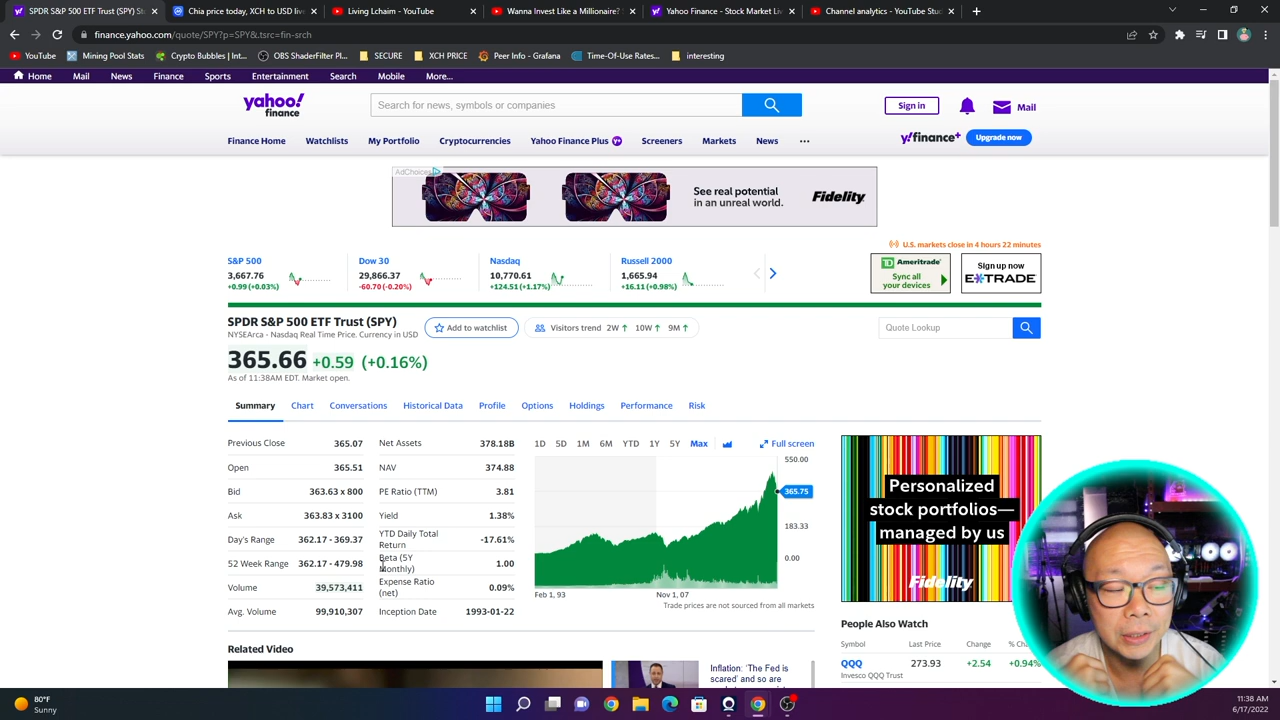 SPDR S&P 500 ETF Trust (SPY)
Chia Calculator - How to use
Wanna Invest Like a Millionaire?
Yahoo Finance - Stock Market Li
Channel analytics - YouTube Stu
finance.yahoo.com/quote/SPY?p=SPY&.tsrc=fin-srch
YouTube Mining Pool Stats Crypto Bubbles | Int... OBS ShaderFilter Pl... SECURE XCH PRICE Peer Info - Grafana Time-Of-Use Rates... interesting
Home Mail News Finance Sports Entertainment Search Mobile More...
yahoo! finance
Search for news, symbols or companies
Sign in
Mail
Finance Home Watchlists My Portfolio Cryptocurrencies Yahoo Finance Plus Screeners Markets News ...
y!finance+ Upgrade now
AdChoices
See real potential
in an unreal world.
Fidelity
U.S. markets close in 4 hours 22 minutes
S&P 500 Dow 30 Nasdaq Russell 2000
3,667.76 29,866.37 10,770.61 1,665.94
+0.99 (+0.03%) -60.70 (-0.20%) +124.51 (+1.17%) +16.11 (+0.98%)
TD Ameritrade
Sync all
your devices
Sign up now
E*TRADE
SPDR S&P 500 ETF Trust (SPY)
NYSEArca - Nasdaq Real Time Price. Currency in USD
Add to watchlist
Visitors trend 2W↑ 10W↑ 9M↑
Quote Lookup
365.66 +0.59 (+0.16%)
As of 11:38AM EDT. Market open.
Summary Chart Conversations Historical Data Profile Options Holdings Performance Risk
Previous Close 365.07
Open 365.51
Bid 363.63 x 800
Ask 363.83 x 3100
Day's Range 362.17 - 369.37
52 Week Range 362.17 - 479.98
Volume 39,573,411
Avg. Volume 99,910,307
Net Assets 378.18B
NAV 374.88
PE Ratio (TTM) 3.81
Yield 1.38%
YTD Daily Total
Return -17.61%
Beta (5Y
Monthly) 1.00
Expense Ratio
(net) 0.09%
Inception Date 1993-01-22
1D 5D 1M 6M YTD 1Y 5Y Max Full screen
550.00
365.75
183.33
0.00
Feb 1, 93 Nov 1, 07
Trade prices are not sourced from all markets
Personalized
stock portfolios—
managed by us
Fidelity
People Also Watch
Symbol Last Price Change % Cha
QQQ 273.93 +2.54 +0.94%
Invesco QQQ Trust
Related Video
Inflation: ‘The Fed is
scared’ and so are
80°F
Sunny
11:38 AM
6/17/2022